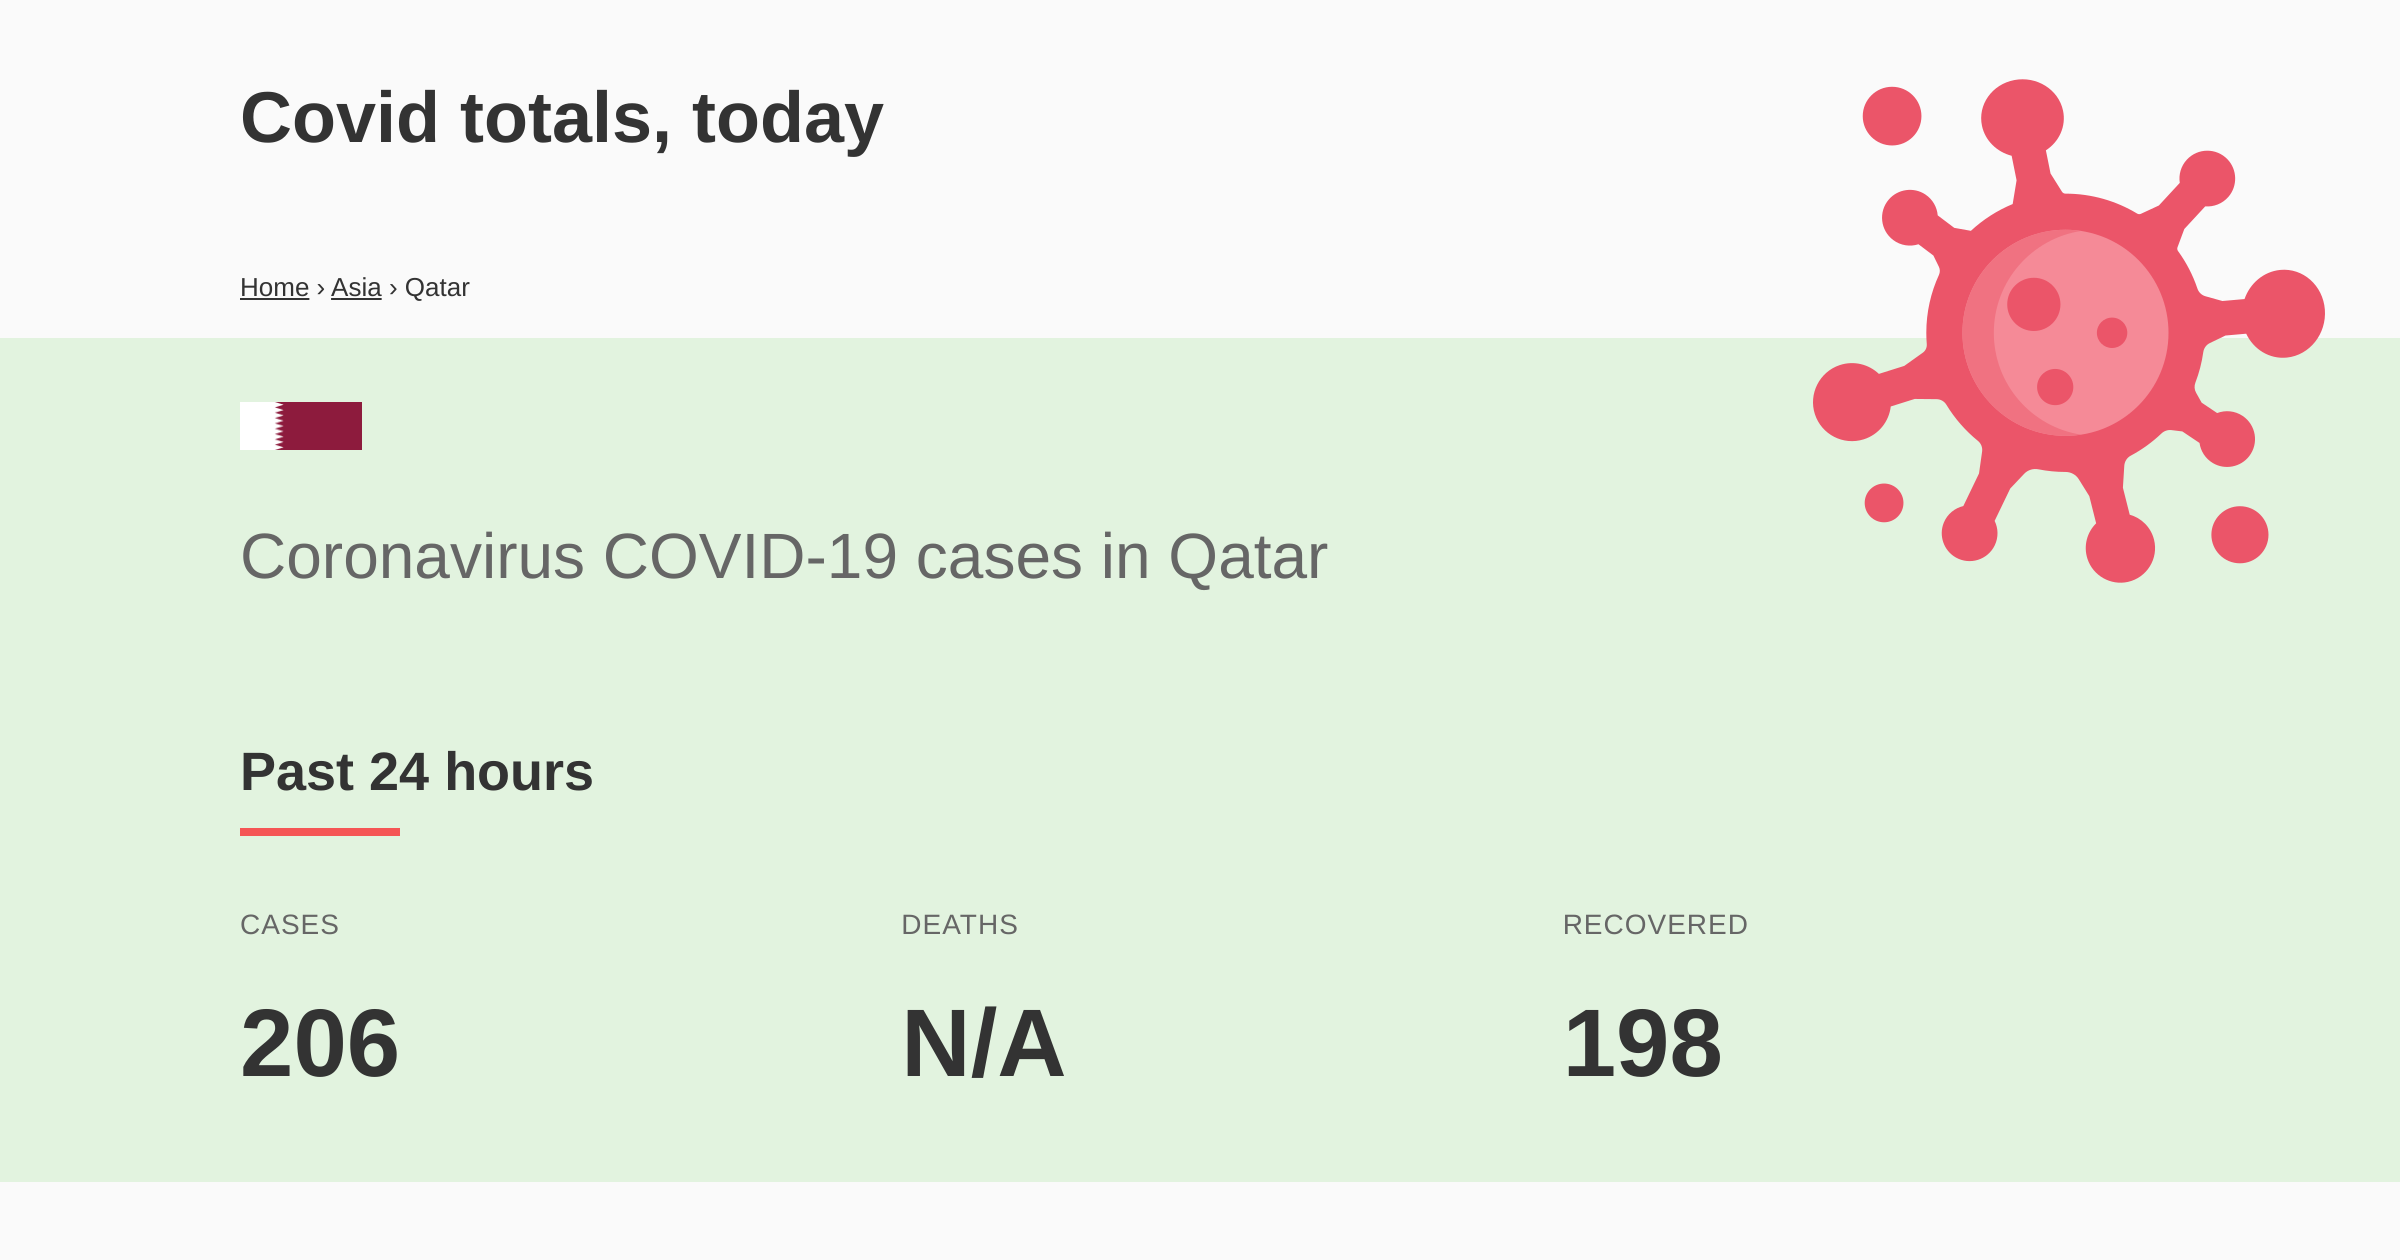 Covid totals, today
Home › Asia › Qatar
Coronavirus COVID-19 cases in Qatar
Past 24 hours
CASES DEATHS RECOVERED
206 N/A 198